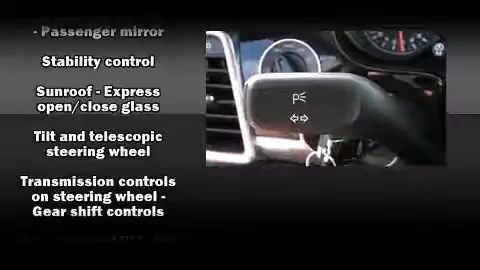 - Passenger mirror
Stability control
Sunroof - Express
open/close glass
Tilt and telescopic
steering wheel
Transmission controls
on steering wheel -
Gear shift controls
P